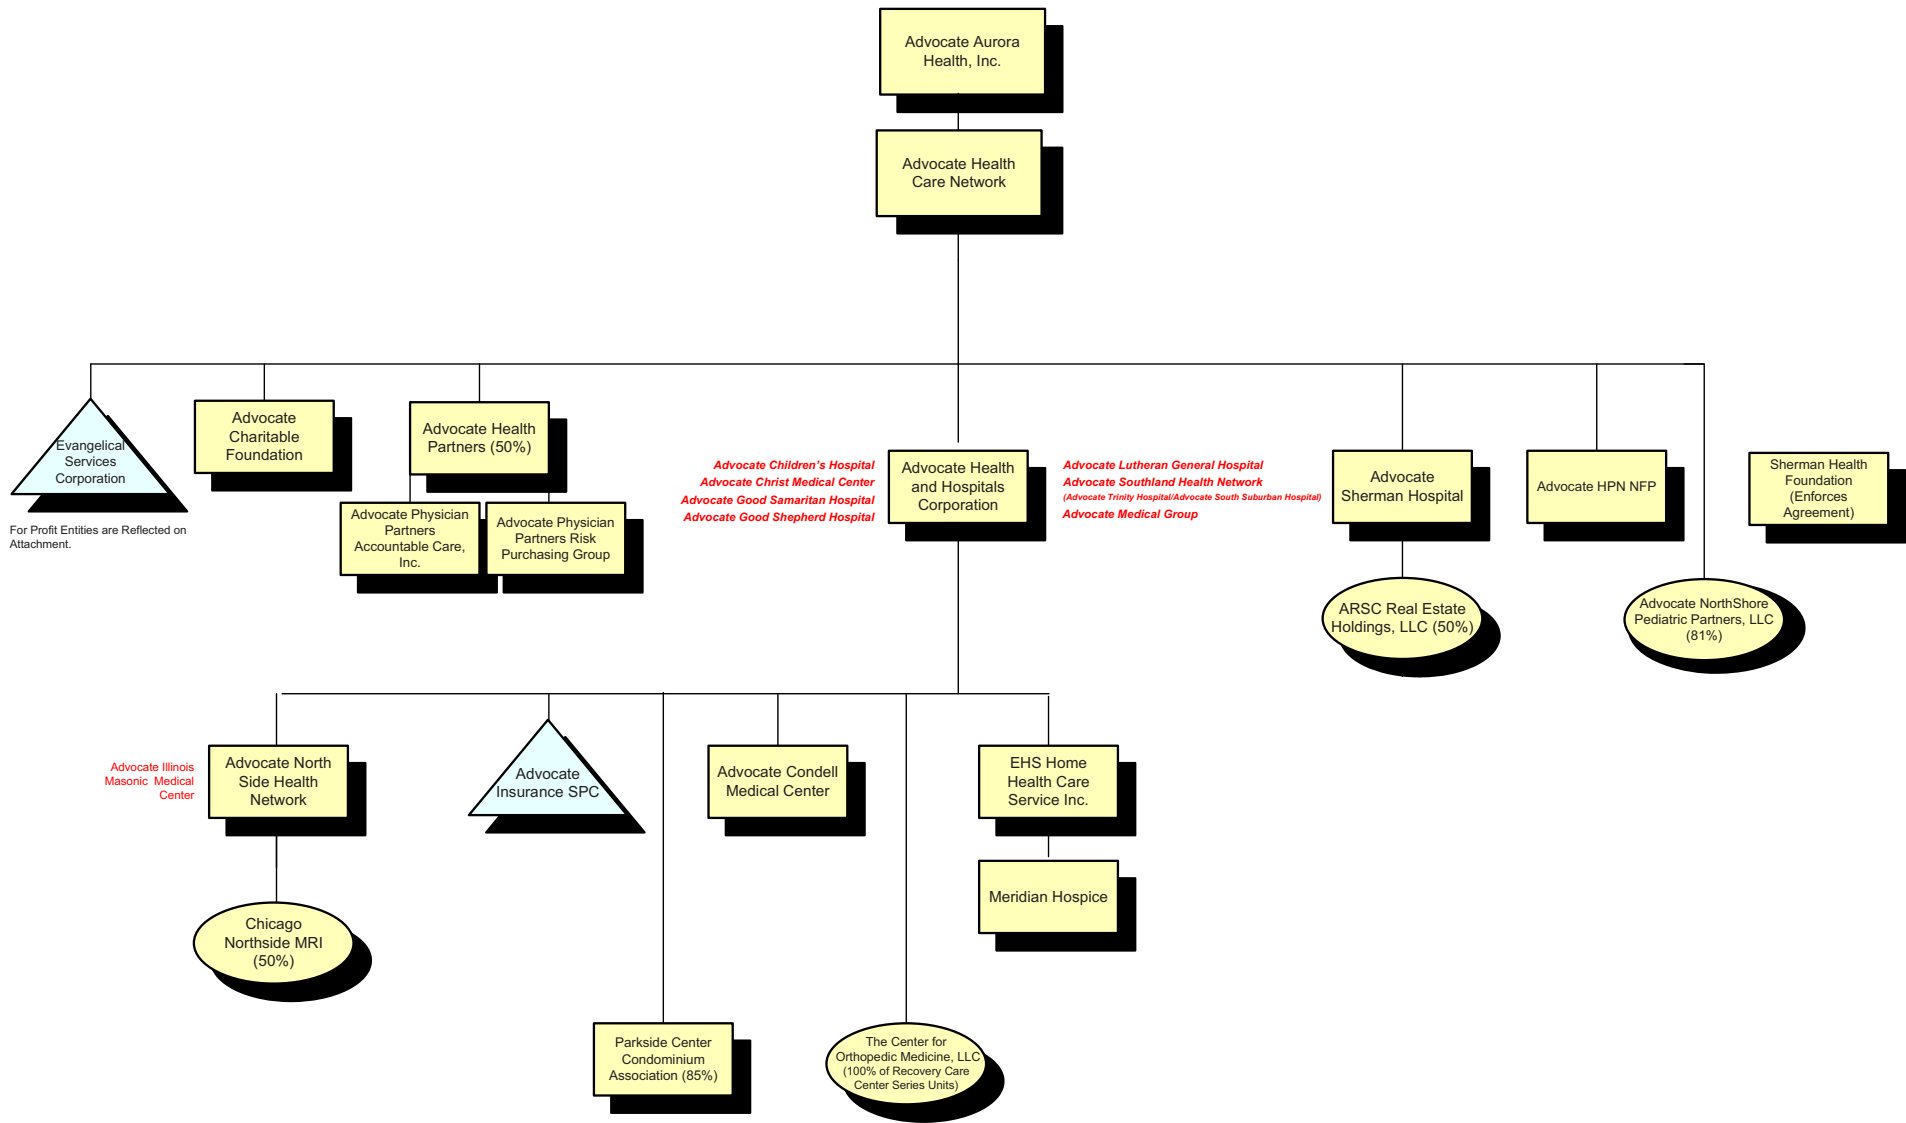 Advocate Aurora
Health, Inc.
Advocate Health
Care Network
Evangelical
Services
Corporation
For Profit Entities are Reflected on
Attachment.
Advocate
Charitable
Foundation
Advocate Health
Partners (50%)
Advocate Physician
Partners
Accountable Care,
Inc.
Advocate Physician
Partners Risk
Purchasing Group
Advocate Children's Hospital
Advocate Christ Medical Center
Advocate Good Samaritan Hospital
Advocate Good Shepherd Hospital
Advocate Health
and Hospitals
Corporation
Advocate Lutheran General Hospital
Advocate Southland Health Network
(Advocate Trinity Hospital/Advocate South Suburban Hospital)
Advocate Medical Group
Advocate
Sherman Hospital
Advocate HPN NFP
Sherman Health
Foundation
(Enforces
Agreement)
ARSC Real Estate
Holdings, LLC (50%)
Advocate NorthShore
Pediatric Partners, LLC
(81%)
Advocate Illinois
Masonic Medical
Center
Advocate North
Side Health
Network
Advocate
Insurance SPC
Advocate Condell
Medical Center
EHS Home
Health Care
Service Inc.
Meridian Hospice
Chicago
Northside MRI
(50%)
Parkside Center
Condominium
Association (85%)
The Center for
Orthopedic Medicine, LLC
(100% of Recovery Care
Center Series Units)